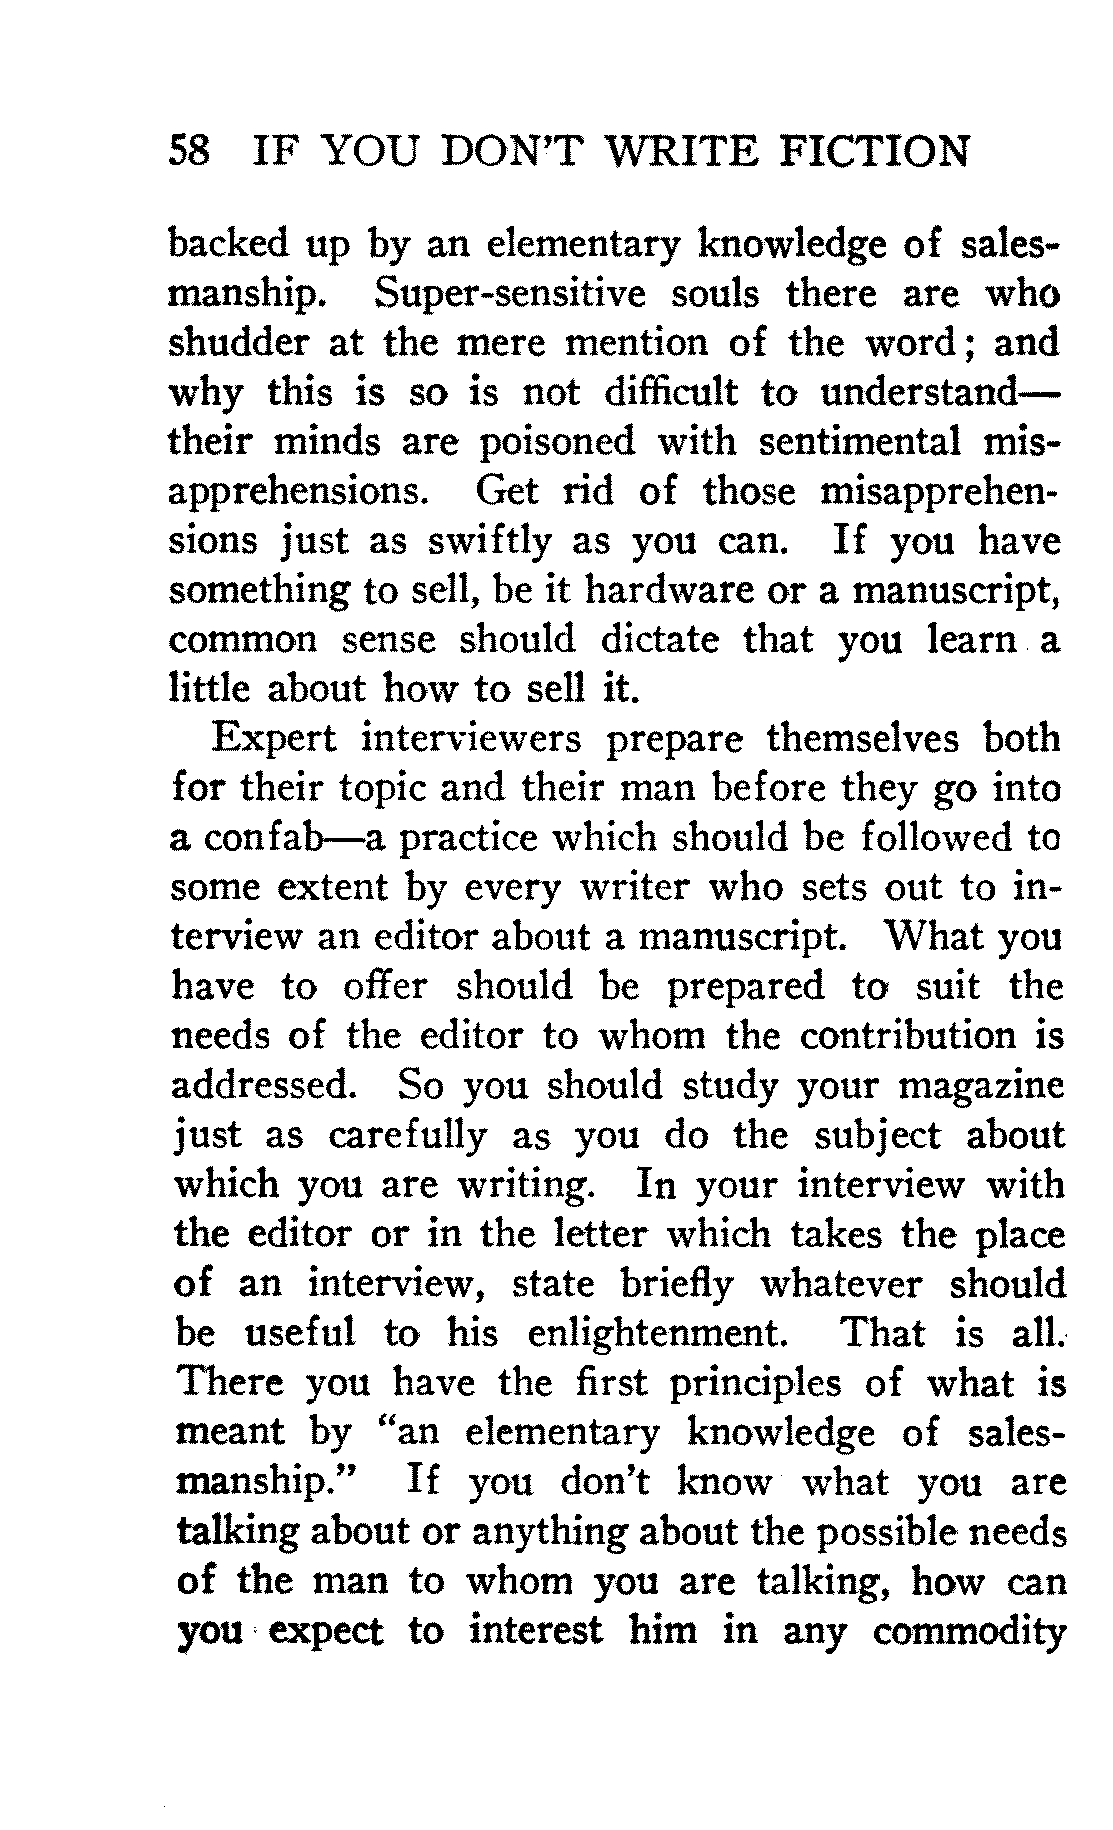 58 IF YOU DON'T WRITE FICTION
backed up by an elementary knowledge of sales-
manship. Super-sensitive souls there are who
shudder at the mere mention of the word; and
why this is so is not difficult to understand—
their minds are poisoned with sentimental mis-
apprehensions. Get rid of those misapprehen-
sions just as swiftly as you can. If you have
something to sell, be it hardware or a manuscript,
common sense should dictate that you learn a
little about how to sell it.
Expert interviewers prepare themselves both
for their topic and their man before they go into
a confab—a practice which should be followed to
some extent by every writer who sets out to in-
terview an editor about a manuscript. What you
have to offer should be prepared to suit the
needs of the editor to whom the contribution is
addressed. So you should study your magazine
just as carefully as you do the subject about
which you are writing. In your interview with
the editor or in the letter which takes the place
of an interview, state briefly whatever should
be useful to his enlightenment. That is all.
There you have the first principles of what is
meant by "an elementary knowledge of sales-
manship." If you don't know what you are
talking about or anything about the possible needs
of the man to whom you are talking, how can
you expect to interest him in any commodity